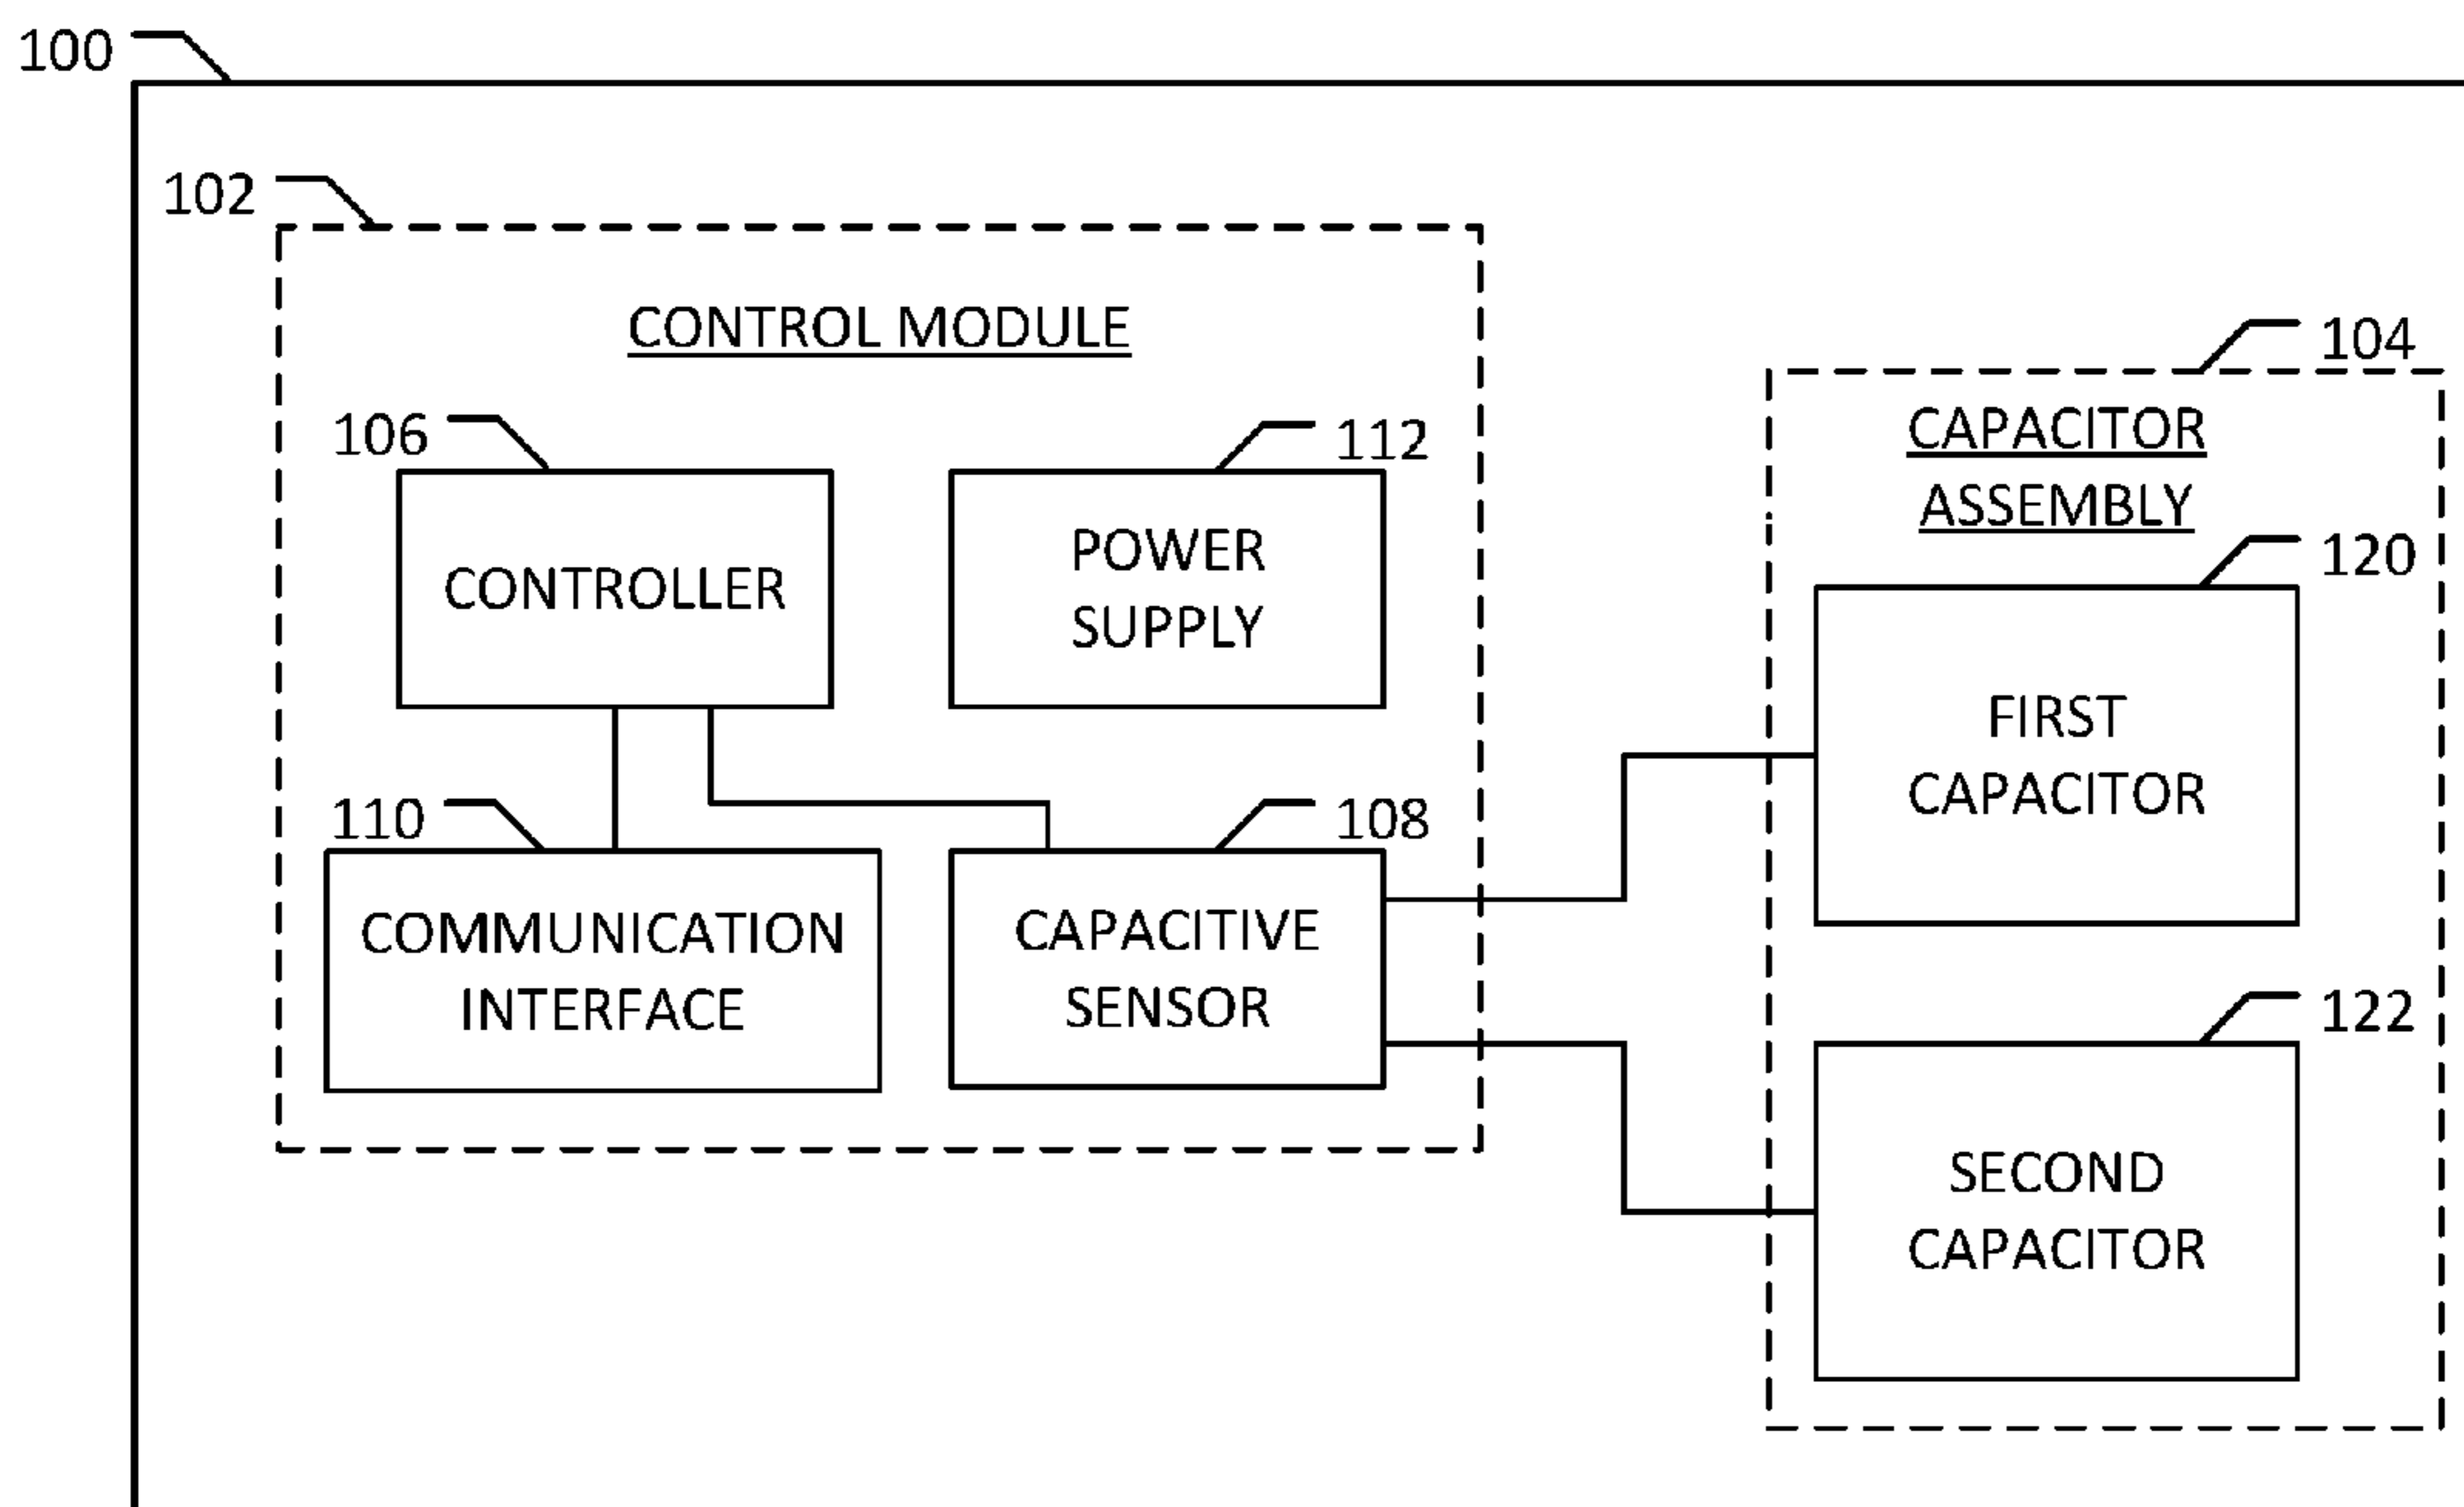 100
102
CONTROL MODULE
104
CAPACITOR
ASSEMBLY
106
CONTROLLER
112
POWER
SUPPLY
120
FIRST
CAPACITOR
110
COMMUNICATION
INTERFACE
108
CAPACITIVE
SENSOR
122
SECOND
CAPACITOR